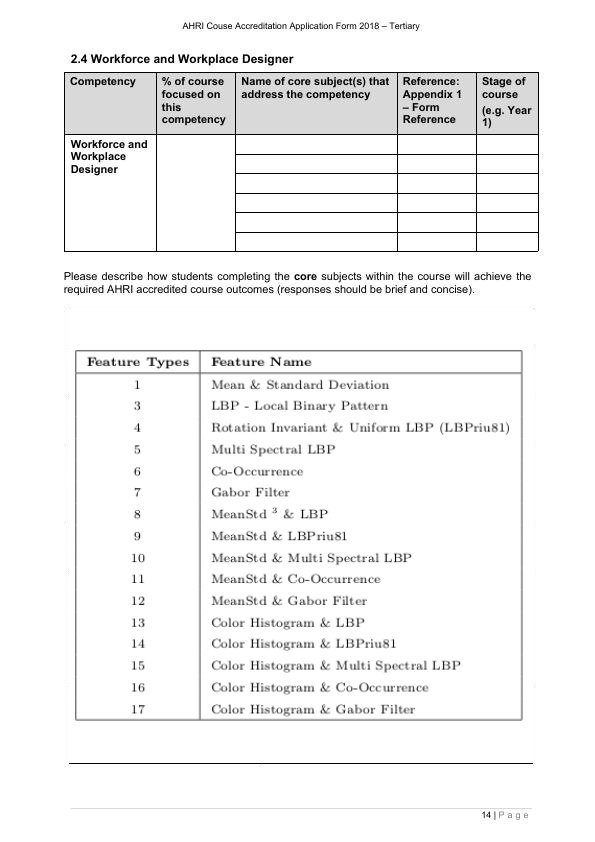 AHRI Couse Accreditation Application Form 2018 – Tertiary
2.4 Workforce and Workplace Designer
Competency
% of course
focused on
this
competency
Name of core subject(s) that
address the competency
Reference:
Appendix 1
– Form
Reference
Stage of
course
(e.g. Year
1)
Workforce and
Workplace
Designer
Please describe how students completing the core subjects within the course will achieve the
required AHRI accredited course outcomes (responses should be brief and concise).
Feature Types Feature Name
1 Mean & Standard Deviation
3 LBP - Local Binary Pattern
4 Rotation Invariant & Uniform LBP (LBPriu81)
5 Multi Spectral LBP
6 Co-Occurrence
7 Gabor Filter
8 MeanStd ³ & LBP
9 MeanStd & LBPriu81
10 MeanStd & Multi Spectral LBP
11 MeanStd & Co-Occurrence
12 MeanStd & Gabor Filter
13 Color Histogram & LBP
14 Color Histogram & LBPriu81
15 Color Histogram & Multi Spectral LBP
16 Color Histogram & Co-Occurrence
17 Color Histogram & Gabor Filter
14 | P a g e